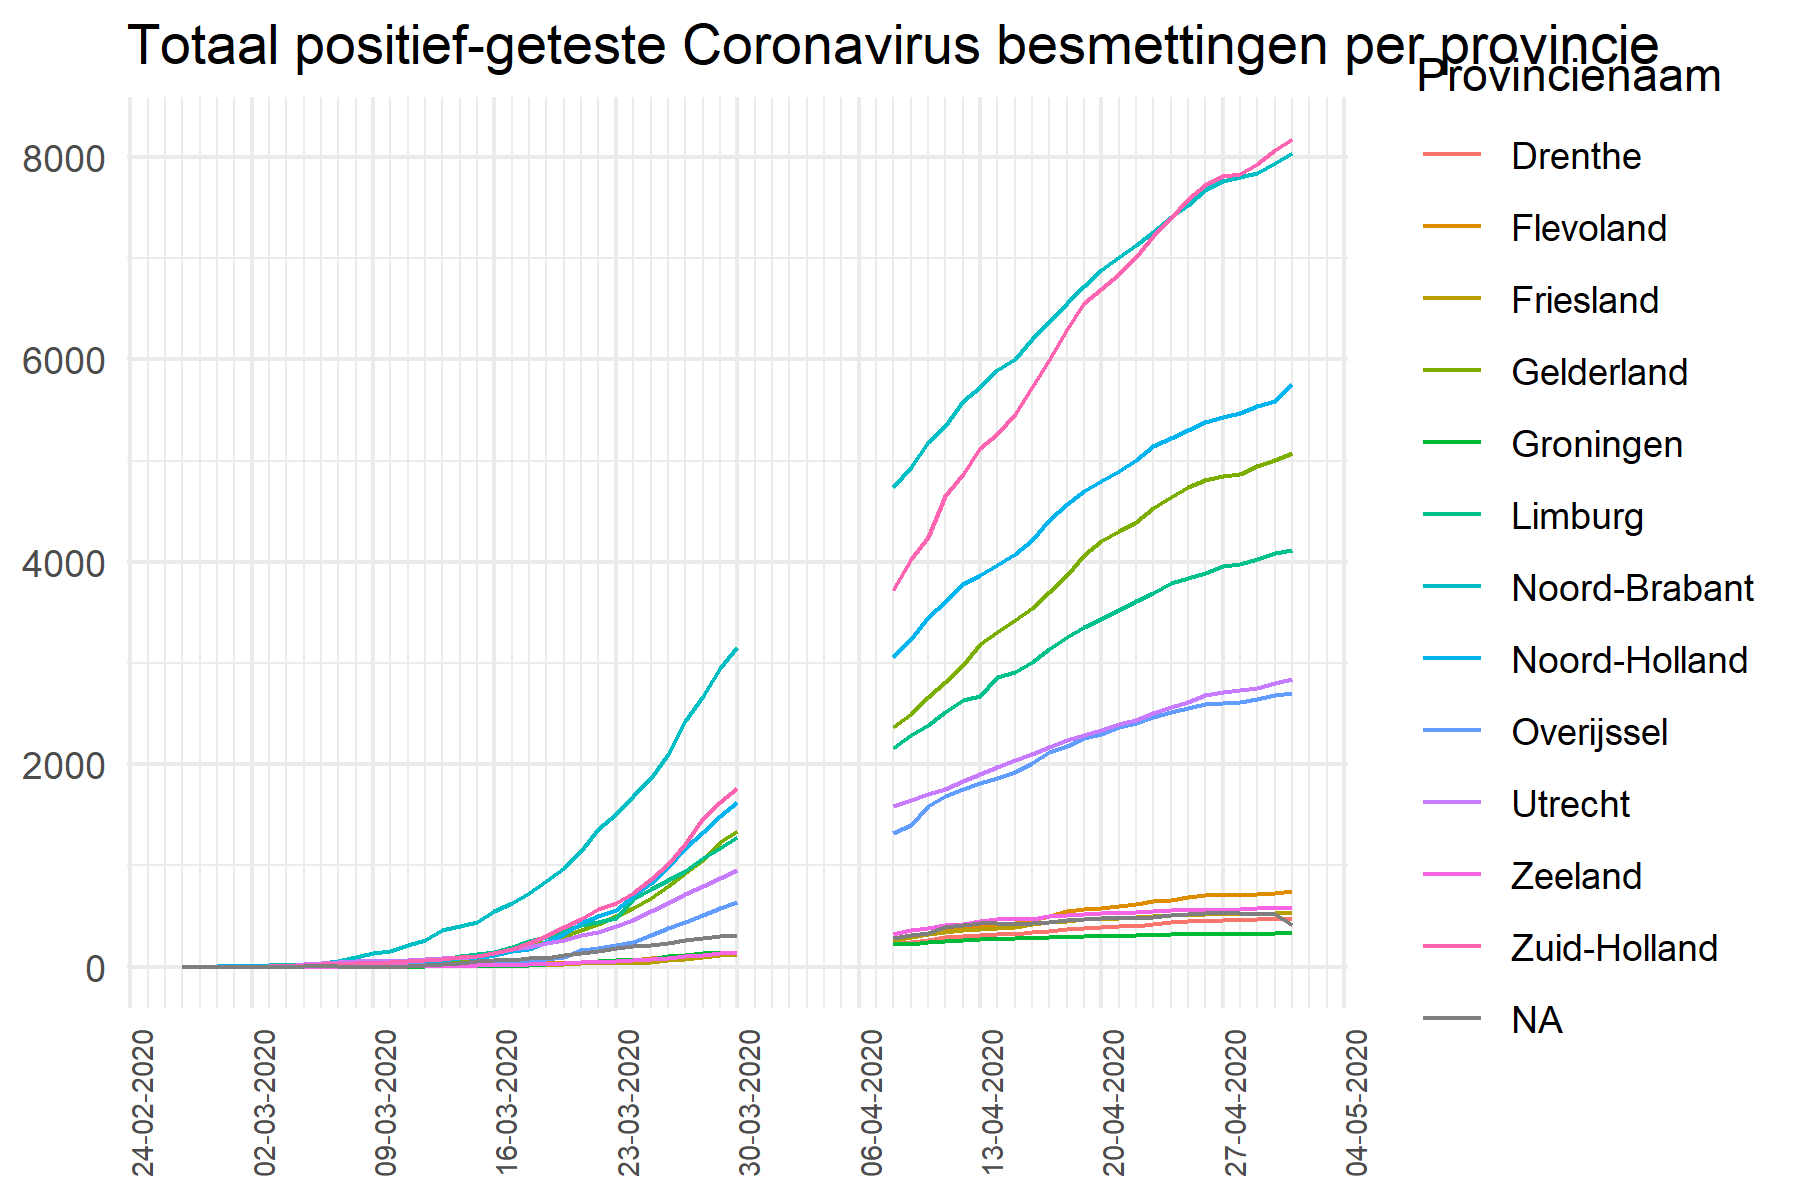 Totaal positief-geteste Coronavirus besmettingen per provincie
Provincienaam
Drenthe
Flevoland
Friesland
Gelderland
Groningen
Limburg
Noord-Brabant
Noord-Holland
Overijssel
Utrecht
Zeeland
Zuid-Holland
NA
8000
6000
4000
2000
0
24-02-2020
02-03-2020
09-03-2020
16-03-2020
23-03-2020
30-03-2020
06-04-2020
13-04-2020
20-04-2020
27-04-2020
04-05-2020